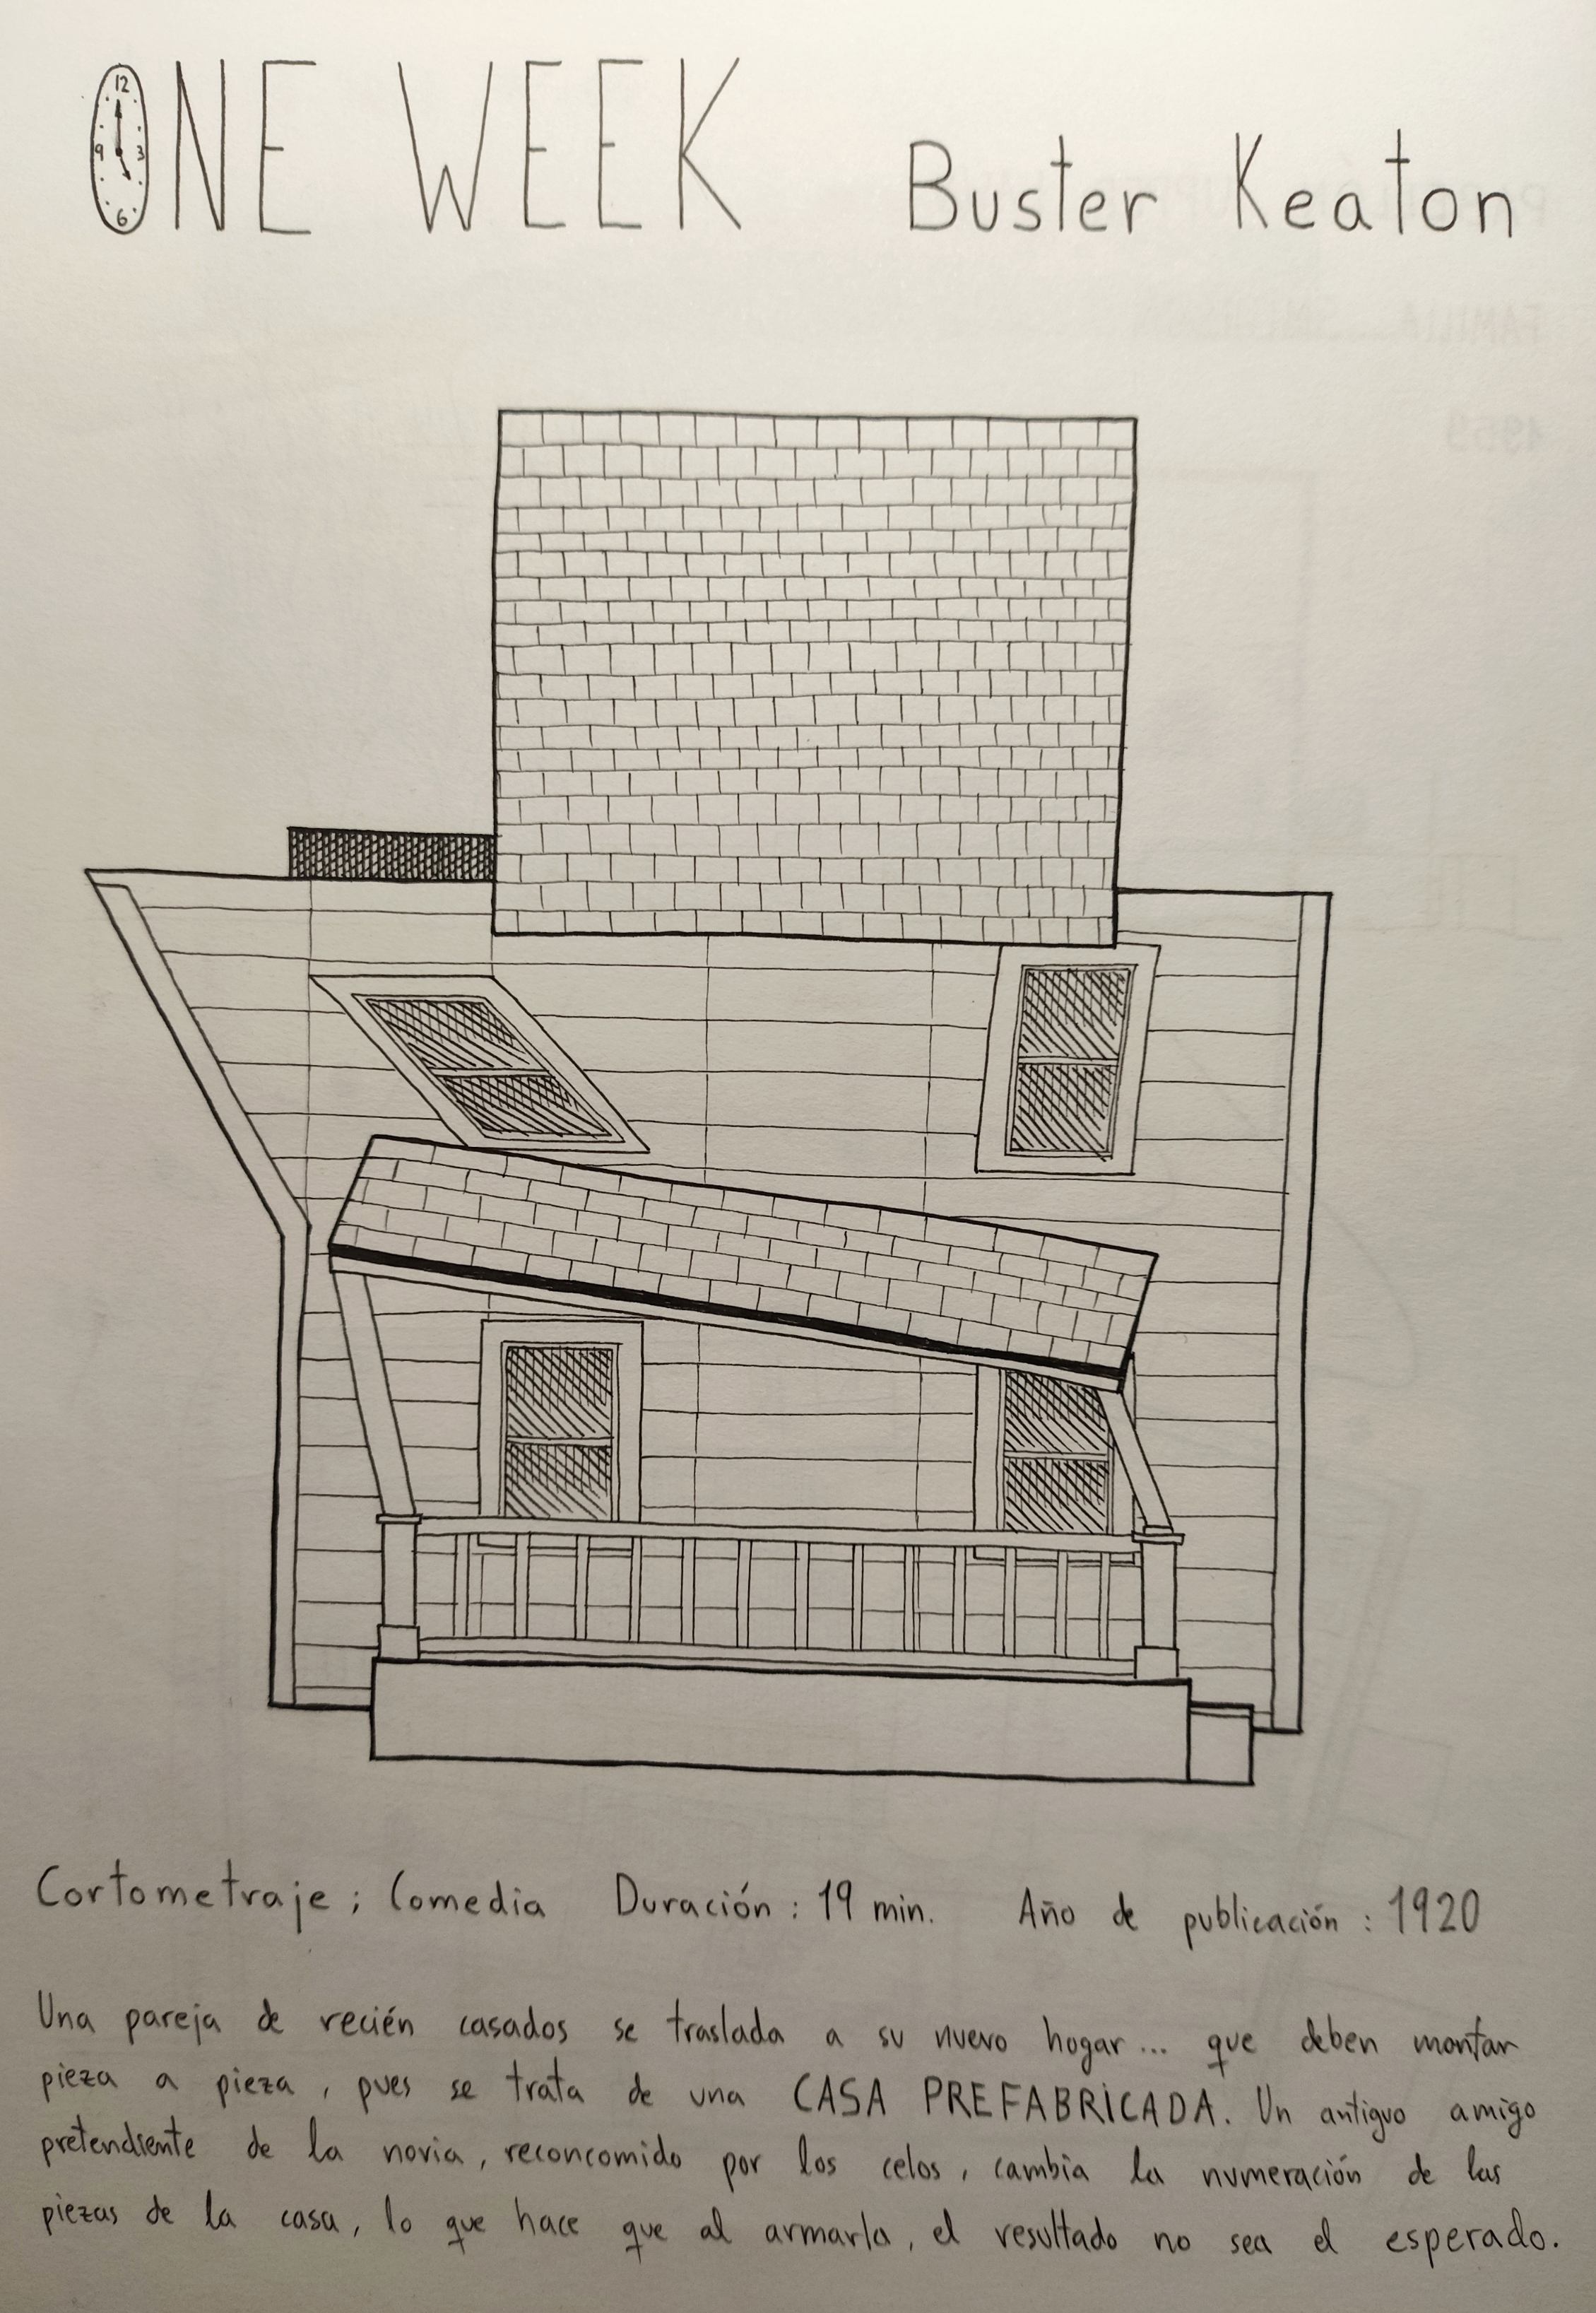 ONE WEEK Buster Keaton
12
9 3
6
Cortometraje; Comedia Duración: 19 min. Año de publicación: 1920
Una pareja de recién casados se traslada a su nuevo hogar... que deben montar
pieza a pieza, pues se trata de una CASA PREFABRICADA. Un antiguo amigo
pretendiente de la novia, reconcomido por los celos, cambia la numeración de las
piezas de la casa, lo que hace que al armarla, el resultado no sea el esperado.
FAMILIA
1969